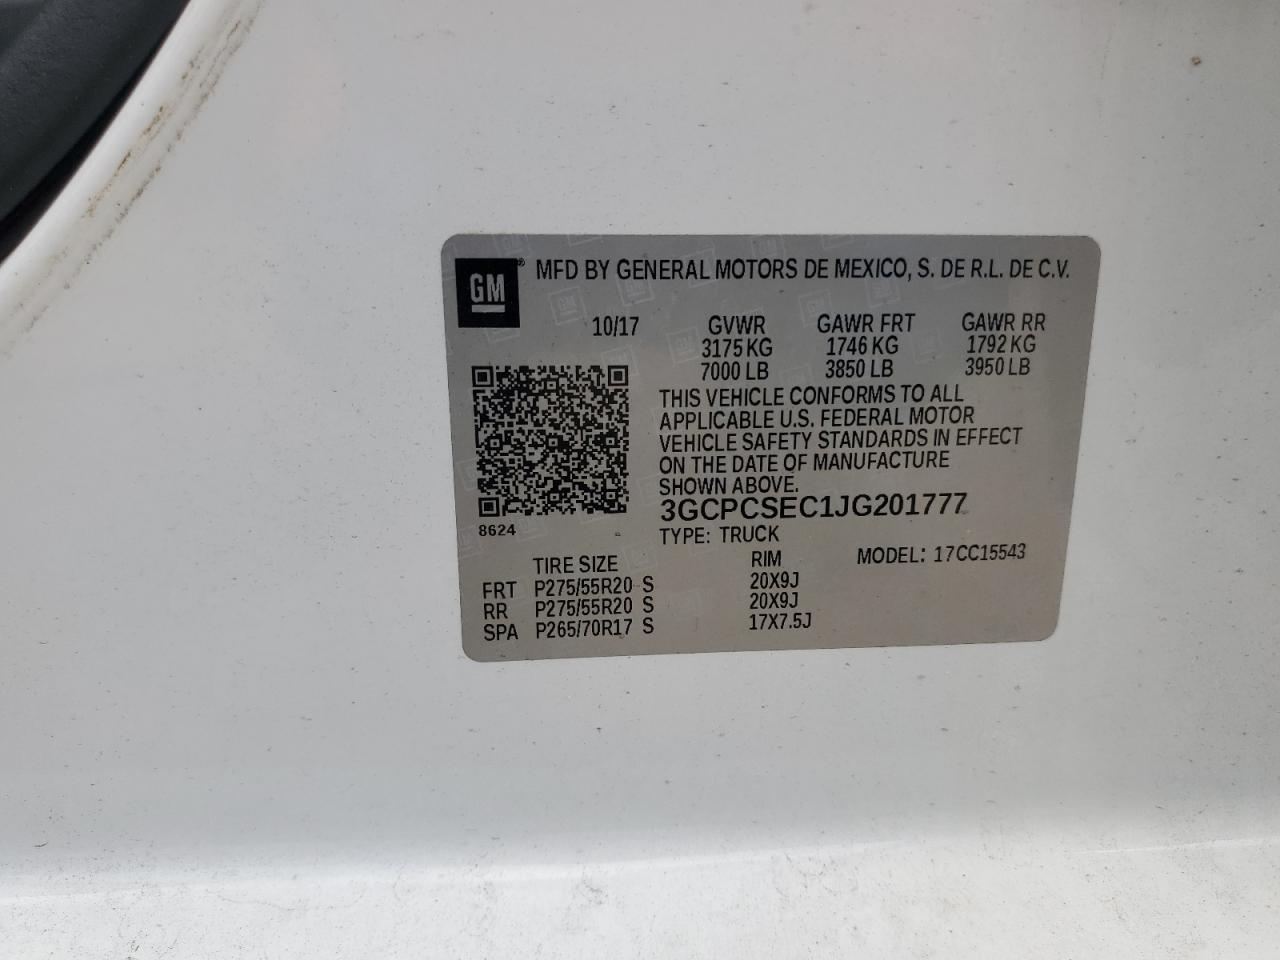 GM
MFD BY GENERAL MOTORS DE MEXICO, S. DE R.L. DE C.V.
10/17 GVWR GAWR FRT GAWR RR
3175 KG 1746 KG 1792 KG
7000 LB 3850 LB 3950 LB
THIS VEHICLE CONFORMS TO ALL
APPLICABLE U.S. FEDERAL MOTOR
VEHICLE SAFETY STANDARDS IN EFFECT
ON THE DATE OF MANUFACTURE
SHOWN ABOVE.
3GCPCSEC1JG201777
8624
TYPE: TRUCK
TIRE SIZE RIM MODEL: 17CC15543
FRT P275/55R20 S 20X9J
RR P275/55R20 S 20X9J
SPA P265/70R17 S 17X7.5J